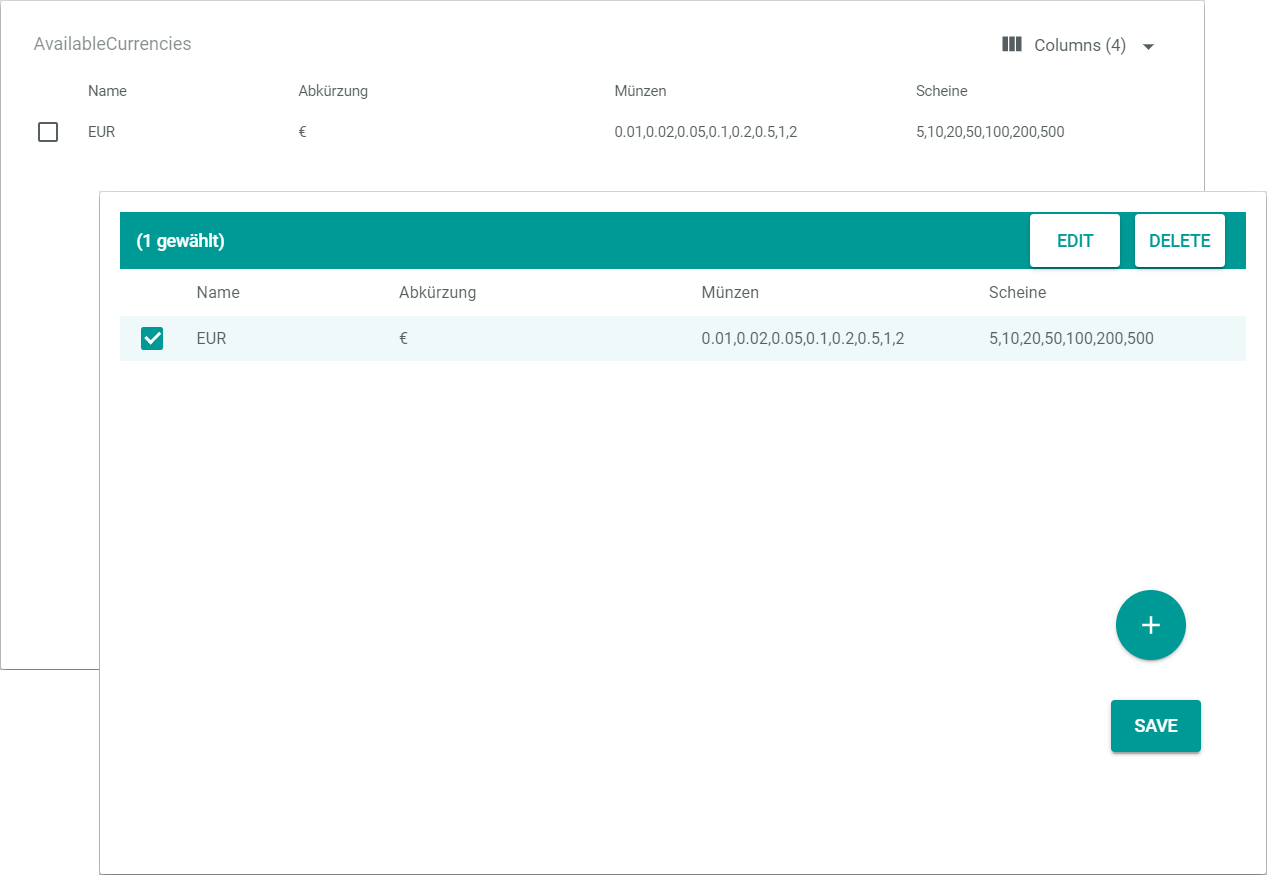 AvailableCurrencies Columns (4)
Name Abkürzung Münzen Scheine
EUR € 0.01,0.02,0.05,0.1,0.2,0.5,1,2 5,10,20,50,100,200,500
(1 gewählt) EDIT DELETE
Name Abkürzung Münzen Scheine
EUR € 0.01,0.02,0.05,0.1,0.2,0.5,1,2 5,10,20,50,100,200,500
+
SAVE